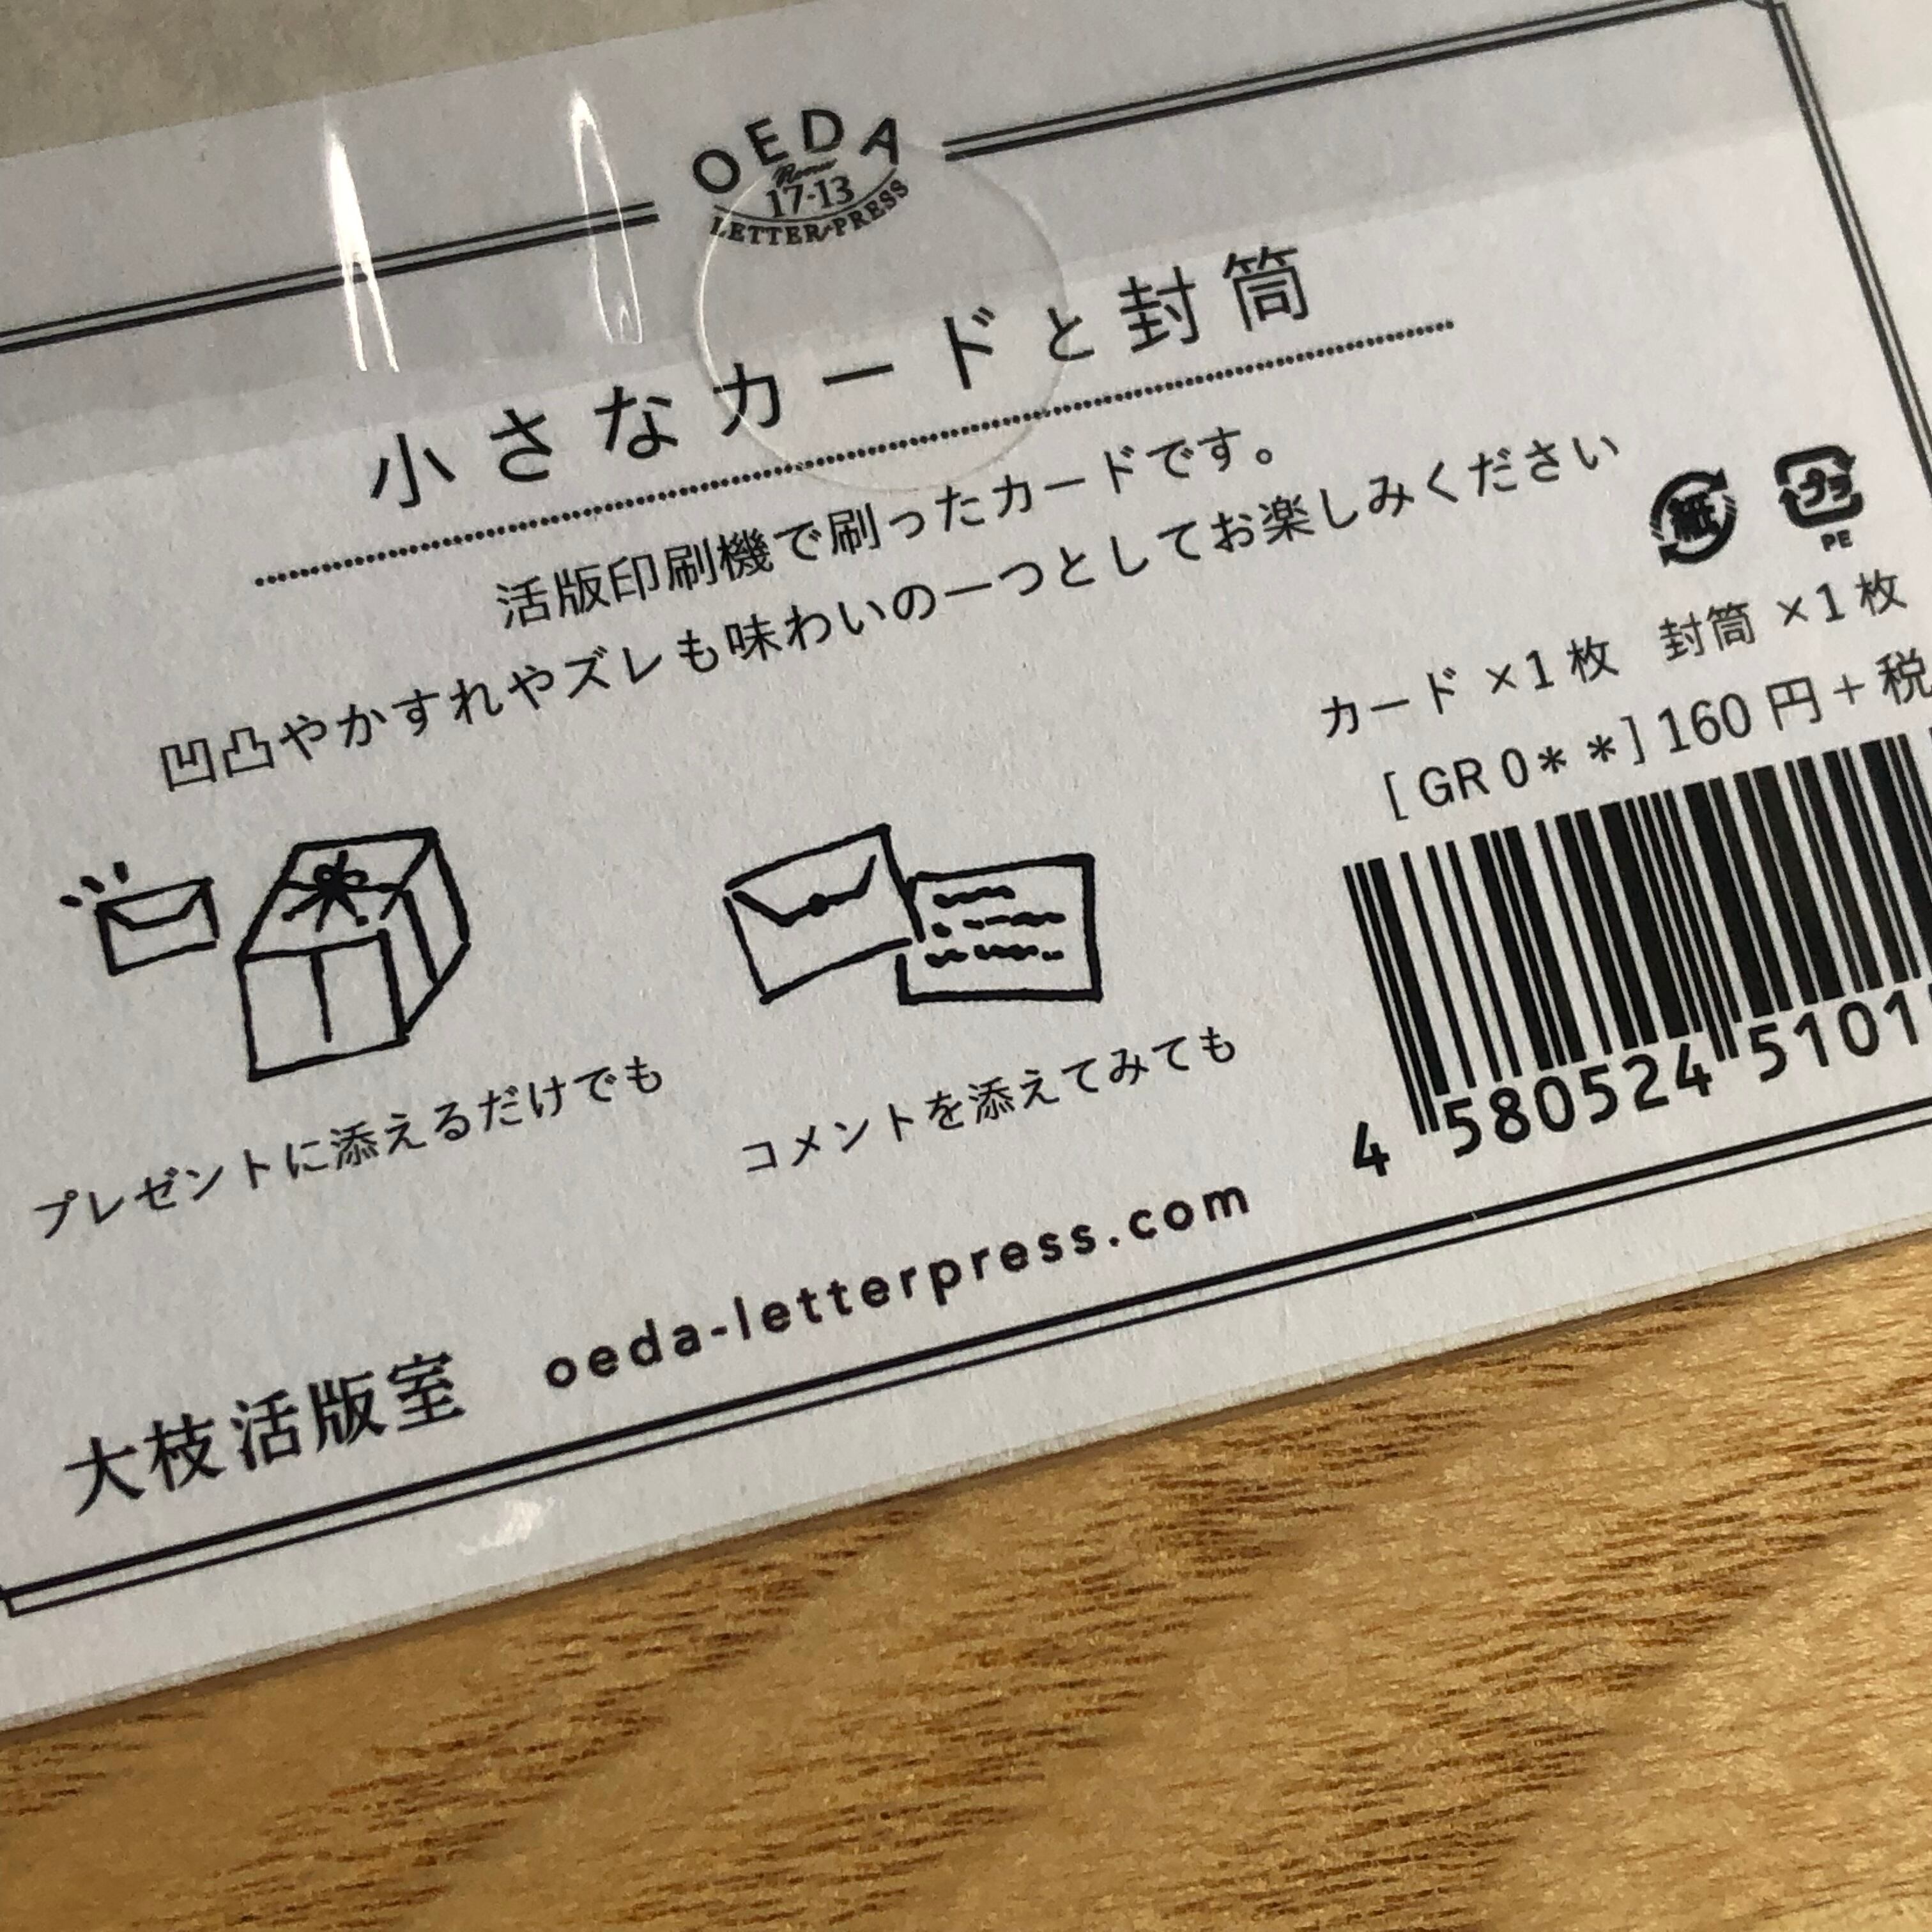 OEDA
17-13
LETTERPRESS
小さなカードと封筒
活版印刷機で刷ったカードです。
凹凸やかすれやズレも味わいの一つとしてお楽しみください
紙 プラ
PE
カード ×1 枚 封筒 ×1 枚
[ GR 0＊ ＊] 160 円 + 税
4 580524 5101
プレゼントに添えるだけでも
コメントを添えてみても
大枝活版室 oeda-letterpress.com